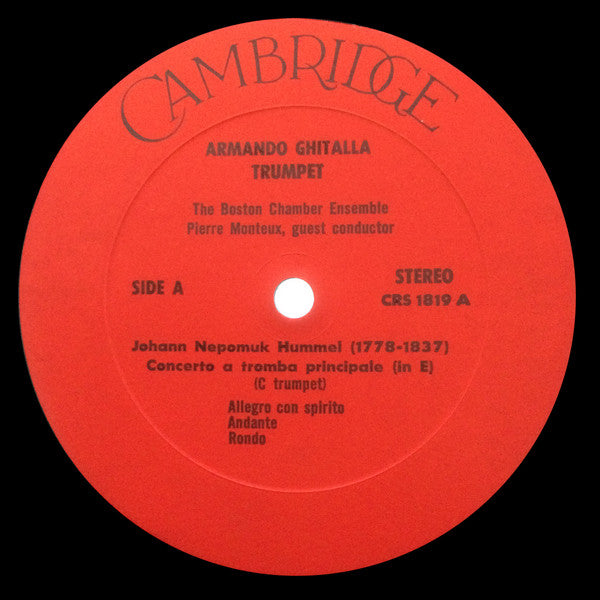 CAMBRIDGE
ARMANDO GHITALLA
TRUMPET
The Boston Chamber Ensemble
Pierre Monteux, guest conductor
SIDE A
STEREO
CRS 1819 A
Johann Nepomuk Hummel (1778-1837)
Concerto a tromba principale (in E)
(C trumpet)
Allegro con spirito
Andante
Rondo